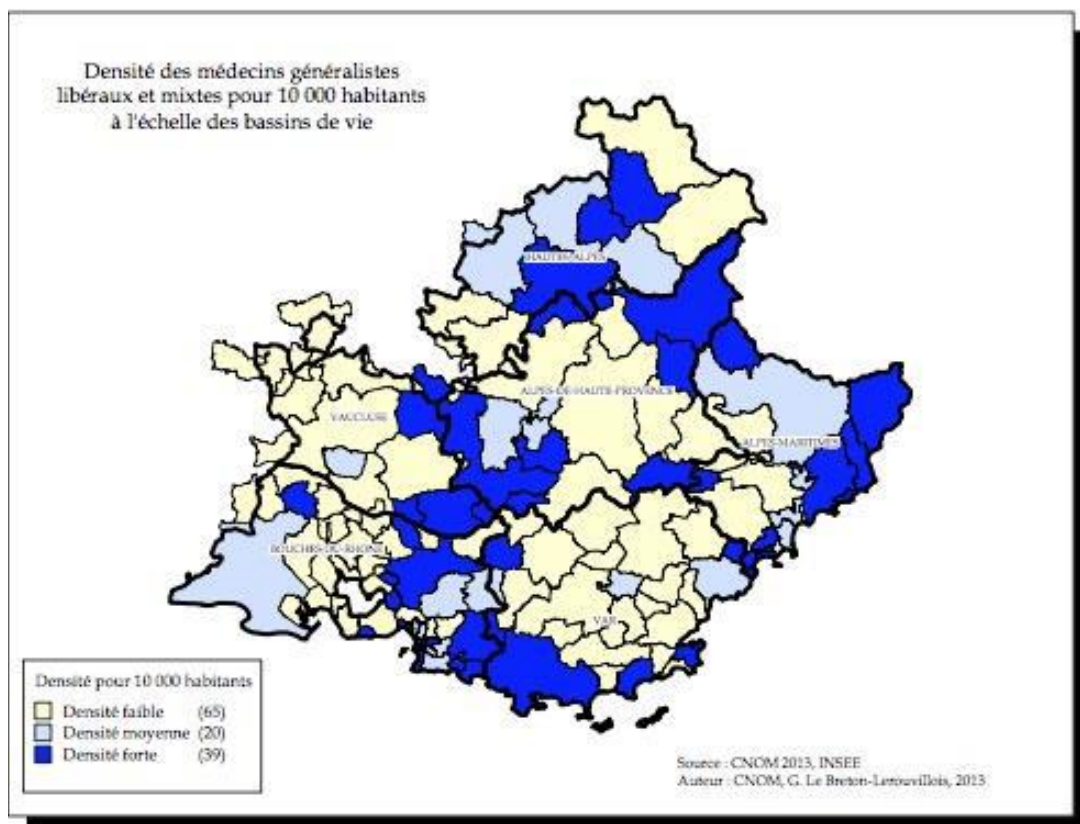 Densité des médecins généralistes
libéraux et mixtes pour 10 000 habitants
à l'échelle des bassins de vie
HAUTES-ALPES
ALPES-DE-HAUTE-PROVENCE
VAUCLUSE
ALPES-MARITIMES
BOUCHES-DU-RHONE
VAR
Densité pour 10 000 habitants
Densité faible (65)
Densité moyenne (20)
Densité forte (39)
Source : CNOM 2013, INSEE
Auteur : CNOM, G. Le Breton-Lerouvillois, 2013